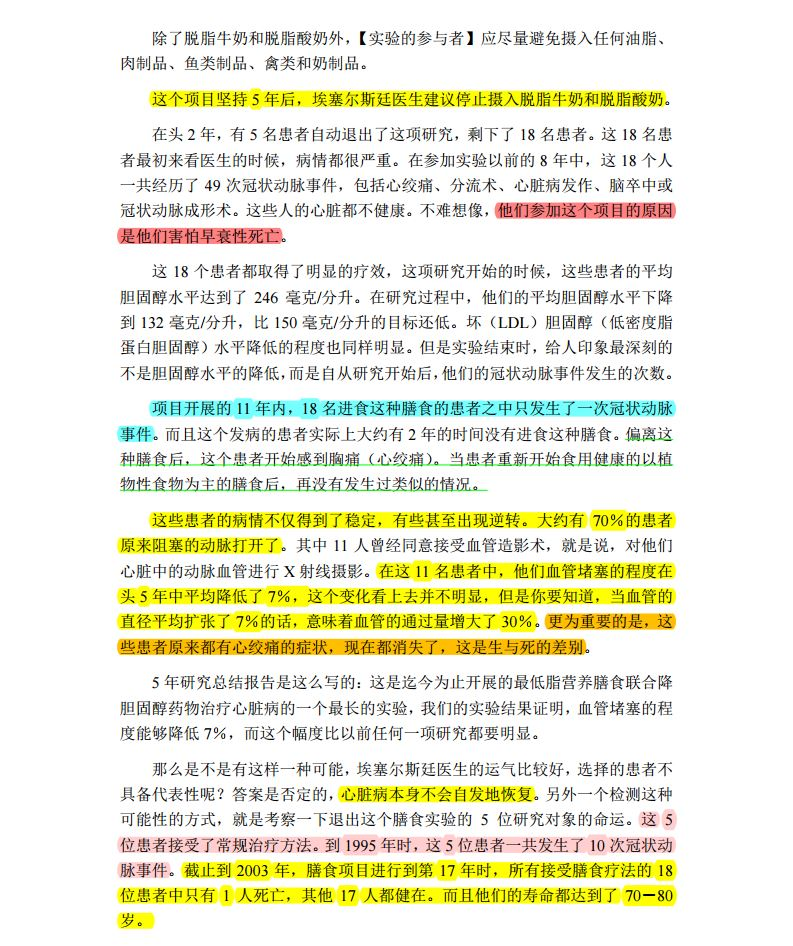 除了脱脂牛奶和脱脂酸奶外，【实验的参与者】应尽量避免摄入任何油脂、
肉制品、鱼类制品、禽类和奶制品。
这个项目坚持 5 年后，埃塞尔斯廷医生建议停止摄入脱脂牛奶和脱脂酸奶。
在头 2 年，有 5 名患者自动退出了这项研究，剩下了 18 名患者。这 18 名患
者最初来看医生的时候，病情都很严重。在参加实验以前的 8 年中，这 18 个人
一共经历了 49 次冠状动脉事件，包括心绞痛、分流术、心脏病发作、脑卒中或
冠状动脉成形术。这些人的心脏都不健康。不难想像，他们参加这个项目的原因
是他们害怕早衰性死亡。
这 18 个患者都取得了明显的疗效，这项研究开始的时候，这些患者的平均
胆固醇水平达到了 246 毫克/分升。在研究过程中，他们的平均胆固醇水平下降
到 132 毫克/分升，比 150 毫克/分升的目标还低。坏（LDL）胆固醇（低密度脂
蛋白胆固醇）水平降低的程度也同样明显。但是实验结束时，给人印象最深刻的
不是胆固醇水平的降低，而是自从研究开始后，他们的冠状动脉事件发生的次数。
项目开展的 11 年内，18 名进食这种膳食的患者之中只发生了一次冠状动脉
事件。而且这个发病的患者实际上大约有 2 年的时间没有进食这种膳食。偏离这
种膳食后，这个患者开始感到胸痛（心绞痛）。当患者重新开始食用健康的以植
物性食物为主的膳食后，再没有发生过类似的情况。
这些患者的病情不仅得到了稳定，有些甚至出现逆转。大约有 70%的患者
原来阻塞的动脉打开了。其中 11 人曾经同意接受血管造影术，就是说，对他们
心脏中的动脉血管进行 X 射线摄影。在这 11 名患者中，他们血管堵塞的程度在
头 5 年中平均降低了 7%，这个变化看上去并不明显，但是你要知道，当血管的
直径平均扩张了 7%的话，意味着血管的通过量增大了 30%。更为重要的是，这
些患者原来都有心绞痛的症状，现在都消失了，这是生与死的差别。
5 年研究总结报告是这么写的：这是迄今为止开展的最低脂营养膳食联合降
胆固醇药物治疗心脏病的一个最长的实验，我们的实验结果证明，血管堵塞的程
度能够降低 7%，而这个幅度比以前任何一项研究都要明显。
那么是不是有这样一种可能，埃塞尔斯廷医生的运气比较好，选择的患者不
具备代表性呢？答案是否定的，心脏病本身不会自发地恢复。另外一个检测这种
可能性的方式，就是考察一下退出这个膳食实验的 5 位研究对象的命运。这 5
位患者接受了常规治疗方法。到 1995 年时，这 5 位患者一共发生了 10 次冠状动
脉事件。截止到 2003 年，膳食项目进行到第 17 年时，所有接受膳食疗法的 18
位患者中只有 1 人死亡，其他 17 人都健在。而且他们的寿命都达到了 70－80
岁。